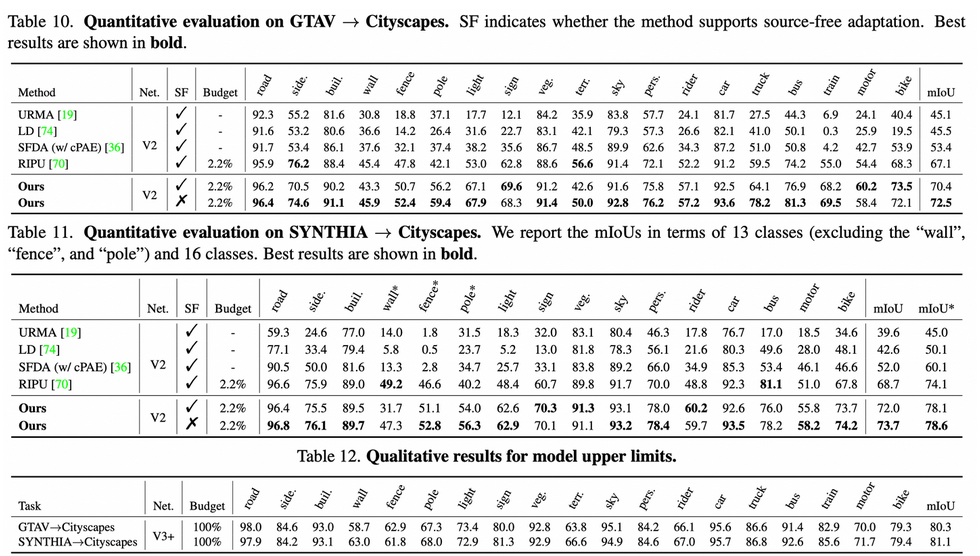 Table 10. Quantitative evaluation on GTAV → Cityscapes. SF indicates whether the method supports source-free adaptation. Best
results are shown in bold.
Method Net. SF Budget road side. buil. wall fence pole light sign veg. terr. sky pers. rider car truck bus train motor bike mIoU
URMA [19] ✓ - 92.3 55.2 81.6 30.8 18.8 37.1 17.7 12.1 84.2 35.9 83.8 57.7 24.1 81.7 27.5 44.3 6.9 24.1 40.4 45.1
LD [74] ✓ - 91.6 53.2 80.6 36.6 14.2 26.4 31.6 22.7 83.1 42.1 79.3 57.3 26.6 82.1 41.0 50.1 0.3 25.9 19.5 45.5
SFDA (w/ cPAE) [36] V2 ✓ - 91.7 53.4 86.1 37.6 32.1 37.4 38.2 35.6 86.7 48.5 89.9 62.6 34.3 87.2 51.0 50.8 4.2 42.7 53.9 53.4
RIPU [70] ✓ 2.2% 95.9 76.2 88.4 45.4 47.8 42.1 53.0 62.8 88.6 56.6 91.4 72.1 52.2 91.2 59.5 74.2 55.0 54.4 68.3 67.1
Ours V2 ✓ 2.2% 96.2 70.5 90.2 43.3 50.7 56.2 67.1 69.6 91.2 42.6 91.6 75.8 57.1 92.5 64.1 76.9 68.2 60.2 73.5 70.4
Ours ✗ 2.2% 96.4 74.6 91.1 45.9 52.4 59.4 67.9 68.3 91.4 50.0 92.8 76.2 57.2 93.6 78.2 81.3 69.5 58.4 72.1 72.5
Table 11. Quantitative evaluation on SYNTHIA → Cityscapes. We report the mIoUs in terms of 13 classes (excluding the “wall”,
“fence”, and “pole”) and 16 classes. Best results are shown in bold.
Method Net. SF Budget road side. buil. wall* fence* pole* light sign veg. sky pers. rider car bus motor bike mIoU mIoU*
URMA [19] ✓ - 59.3 24.6 77.0 14.0 1.8 31.5 18.3 32.0 83.1 80.4 46.3 17.8 76.7 17.0 18.5 34.6 39.6 45.0
LD [74] ✓ - 77.1 33.4 79.4 5.8 0.5 23.7 5.2 13.0 81.8 78.3 56.1 21.6 80.3 49.6 28.0 48.1 42.6 50.1
SFDA (w/ cPAE) [36] V2 ✓ - 90.5 50.0 81.6 13.3 2.8 34.7 25.7 33.1 83.8 89.2 66.0 34.9 85.3 53.4 46.1 46.6 52.0 60.1
RIPU [70] ✓ 2.2% 96.6 75.9 89.0 49.2 46.6 40.2 48.4 60.7 89.8 91.7 70.0 48.8 92.3 81.1 51.0 67.8 68.7 74.1
Ours V2 ✓ 2.2% 96.4 75.5 89.5 31.7 51.1 54.0 62.6 70.3 91.3 93.1 78.0 60.2 92.6 76.0 55.8 73.7 72.0 78.1
Ours ✗ 2.2% 96.8 76.1 89.7 47.3 52.8 56.3 62.9 70.1 91.1 93.2 78.4 59.7 93.5 78.2 58.2 74.2 73.7 78.6
Table 12. Qualitative results for model upper limits.
Task Net. Budget road side. buil. wall fence pole light sign veg. terr. sky pers. rider car truck bus train motor bike mIoU
GTAV→Cityscapes V3+ 100% 98.0 84.6 93.0 58.7 62.9 67.3 73.4 80.0 92.8 63.8 95.1 84.2 66.1 95.6 86.6 91.4 82.9 70.0 79.3 80.3
SYNTHIA→Cityscapes 100% 97.9 84.2 93.1 63.0 61.8 68.0 72.9 81.3 92.9 66.6 94.9 84.6 67.0 95.7 86.8 92.6 85.6 71.7 79.4 81.1